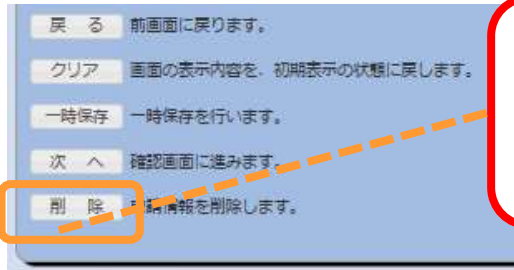 戻　る 前画面に戻ります。
クリア 画面の表示内容を、初期表示の状態に戻します。
一時保存 一時保存を行います。
次　へ 確認画面に進みます。
削　除 申請情報を削除します。